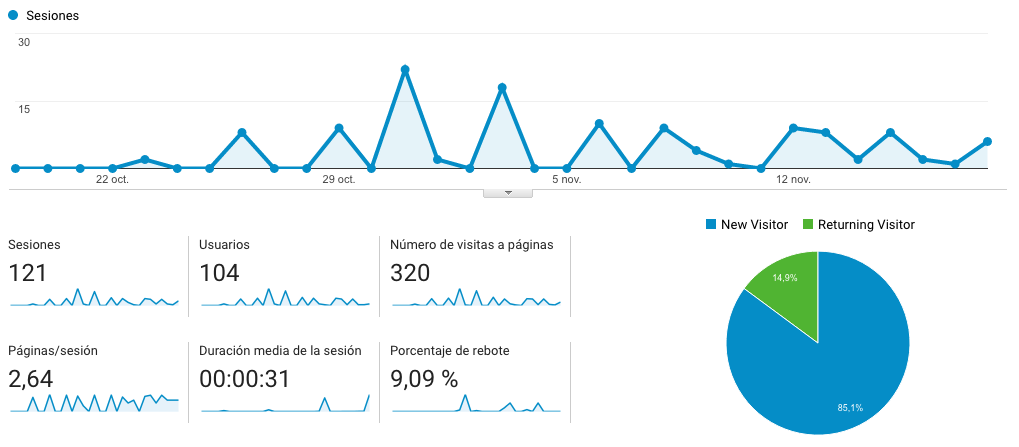 Sesiones
30
15
22 oct.
29 oct.
5 nov.
12 nov.
New Visitor
Returning Visitor
Sesiones
121
Usuarios
104
Número de visitas a páginas
320
Páginas/sesión
2,64
Duración media de la sesión
00:00:31
Porcentaje de rebote
9,09 %
14,9%
85,1%